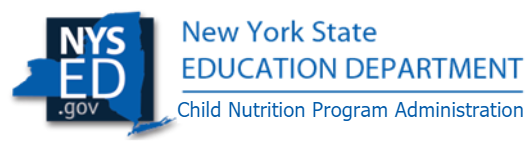 NYS
ED
.gov
New York State
EDUCATION DEPARTMENT
Child Nutrition Program Administration